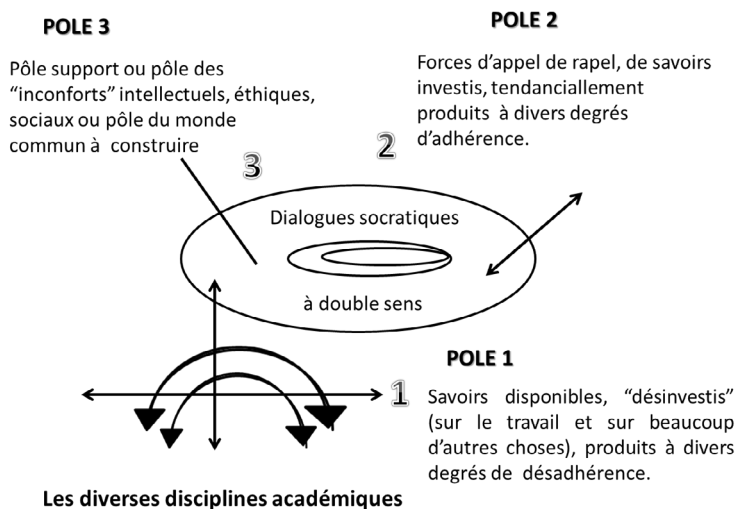 POLE 3
Pôle support ou pôle des
“inconforts” intellectuels, éthiques,
sociaux ou pôle du monde
commun à construire
3
POLE 2
Forces d’appel de rapel, de savoirs
investis, tendanciallement
produits à divers degrés
d’adhérence.
2
Dialogues socratiques
à double sens
POLE 1
1
Savoirs disponibles, “désinvestis”
(sur le travail et sur beaucoup
d’autres choses), produits à divers
degrés de désadhérence.
Les diverses disciplines académiques